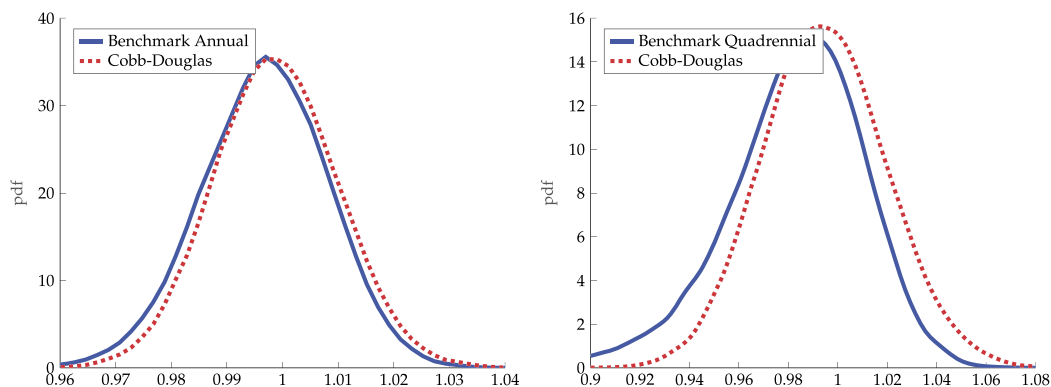 40
30
20
10
0
pdf
Benchmark Annual
Cobb-Douglas
0.96 0.97 0.98 0.99 1 1.01 1.02 1.03 1.04
16
14
12
10
8
6
4
2
0
pdf
Benchmark Quadrennial
Cobb-Douglas
0.9 0.92 0.94 0.96 0.98 1 1.02 1.04 1.06 1.08